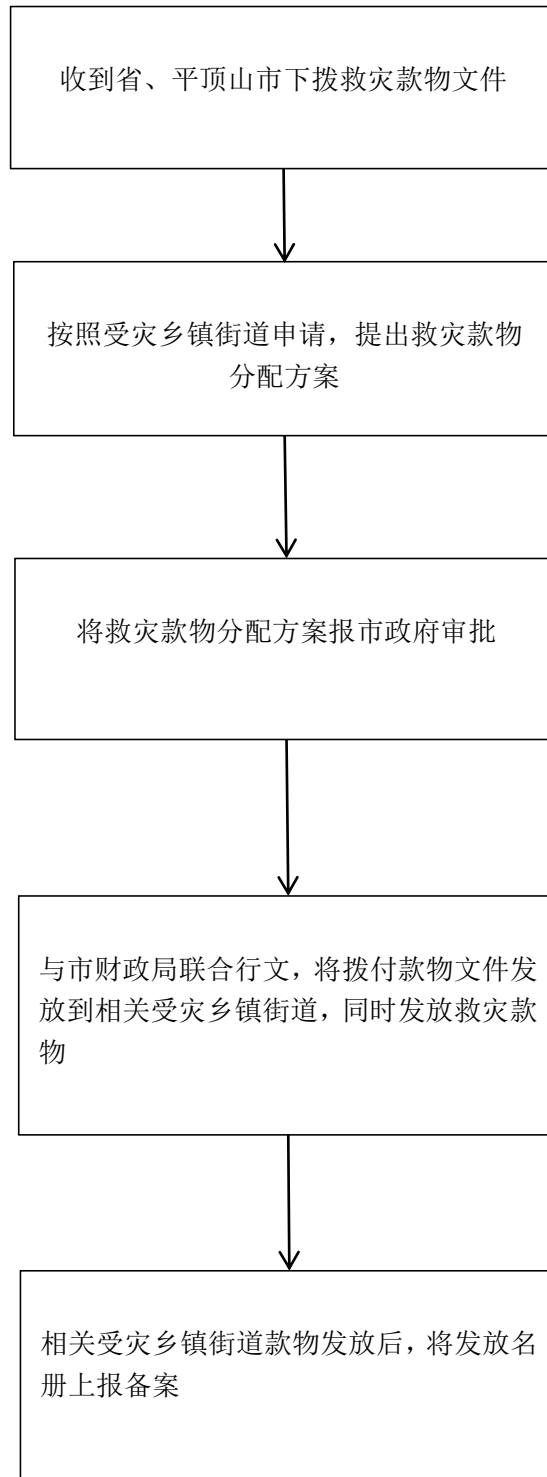 收到省、平顶山市下拨救灾款物文件
按照受灾乡镇街道申请，提出救灾款物
分配方案
将救灾款物分配方案报市政府审批
与市财政局联合行文，将拨付款物文件发
放到相关受灾乡镇街道，同时发放救灾款
物
相关受灾乡镇街道款物发放后，将发放名
册上报备案